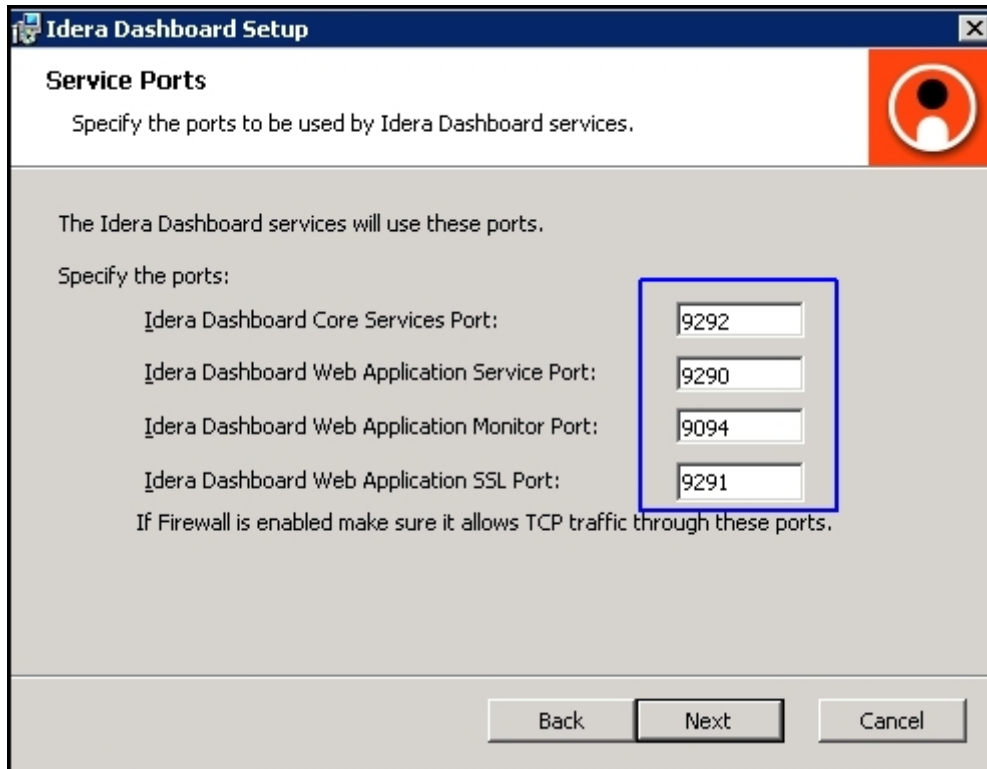 Idera Dashboard Setup
Service Ports
Specify the ports to be used by Idera Dashboard services.
The Idera Dashboard services will use these ports.
Specify the ports:
Idera Dashboard Core Services Port: 9292
Idera Dashboard Web Application Service Port: 9290
Idera Dashboard Web Application Monitor Port: 9094
Idera Dashboard Web Application SSL Port: 9291
If Firewall is enabled make sure it allows TCP traffic through these ports.
Back Next Cancel